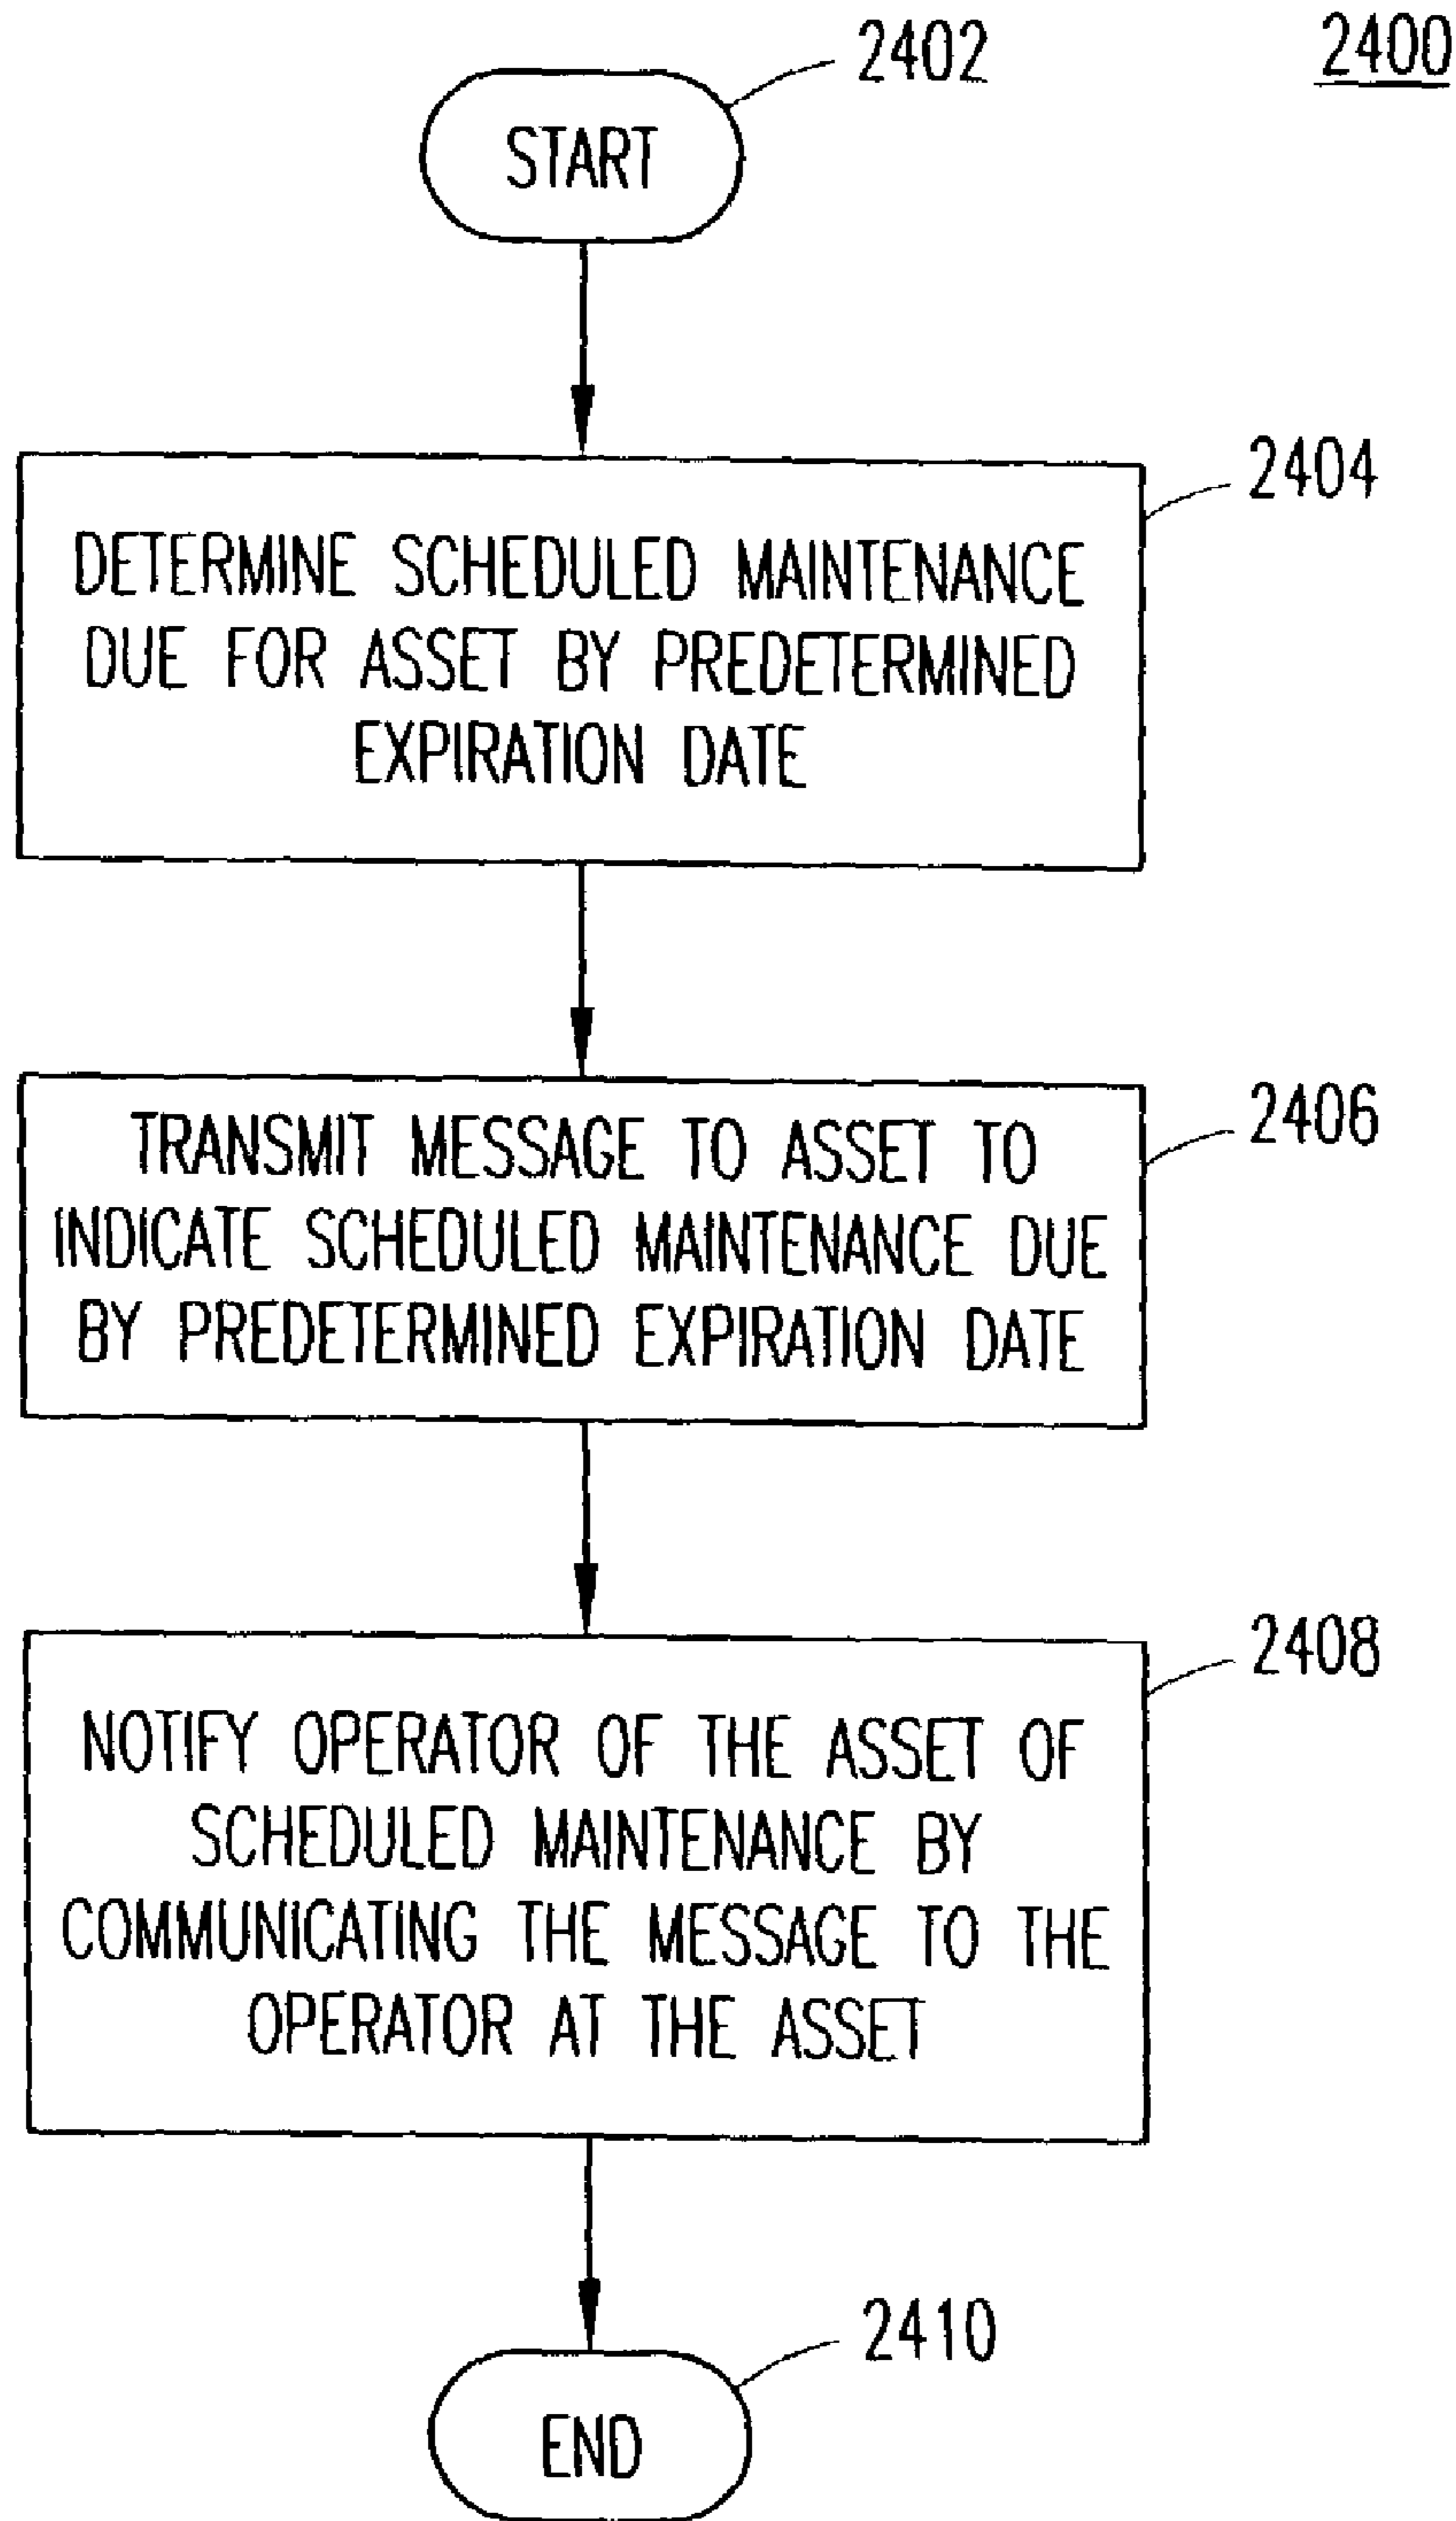 2400
2402
START
2404
DETERMINE SCHEDULED MAINTENANCE
DUE FOR ASSET BY PREDETERMINED
EXPIRATION DATE
2406
TRANSMIT MESSAGE TO ASSET TO
INDICATE SCHEDULED MAINTENANCE DUE
BY PREDETERMINED EXPIRATION DATE
2408
NOTIFY OPERATOR OF THE ASSET OF
SCHEDULED MAINTENANCE BY
COMMUNICATING THE MESSAGE TO THE
OPERATOR AT THE ASSET
2410
END